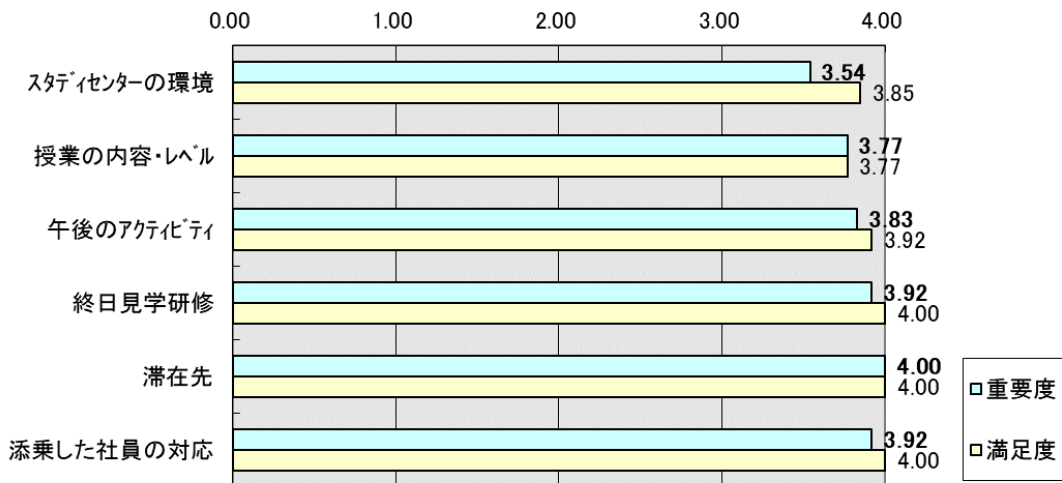 0.00 1.00 2.00 3.00 4.00
ｽﾀﾃﾞｨｾﾝﾀｰの環境 3.54
3.85
授業の内容・ﾚﾍﾞﾙ 3.77
3.77
午後のｱｸﾃｨﾋﾞﾃｨ 3.83
3.92
終日見学研修 3.92
4.00
滞在先 4.00
4.00
添乗した社員の対応 3.92
4.00
重要度
満足度